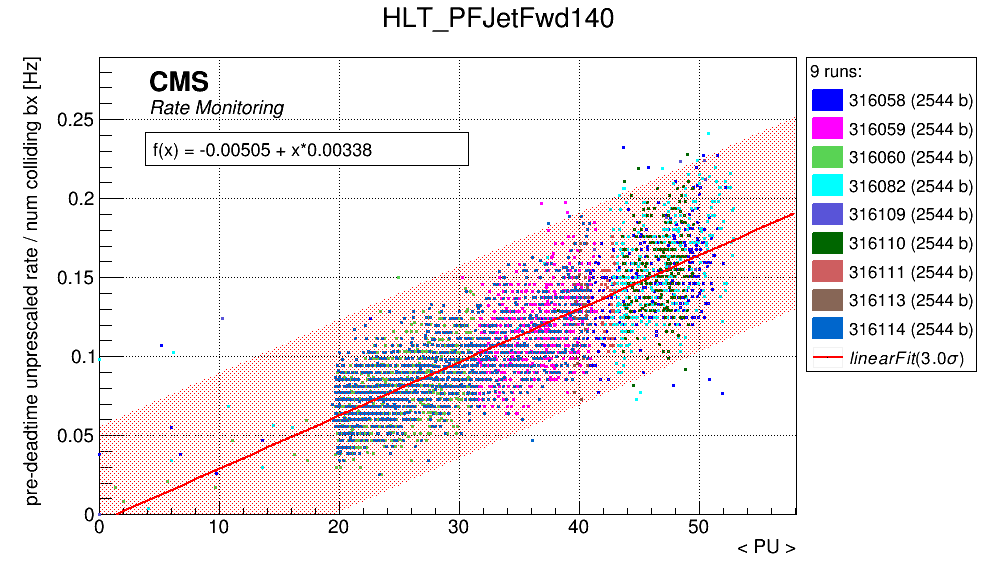 HLT_PFJetFwd140
pre-deadtime unprescaled rate / num colliding bx [Hz]
CMS
Rate Monitoring
f(x) = -0.00505 + x*0.00338
0.25
0.2
0.15
0.1
0.05
0
0
10
20
30
40
50
< PU >
9 runs:
316058 (2544 b)
316059 (2544 b)
316060 (2544 b)
316082 (2544 b)
316109 (2544 b)
316110 (2544 b)
316111 (2544 b)
316113 (2544 b)
316114 (2544 b)
linearFit(3.0σ)